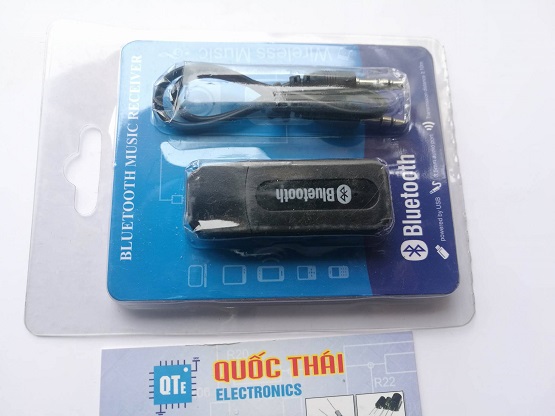 Wireless Music
BLUETOOTH MUSIC RECEIVER
Bluetooth
Bluetooth
powered by USB
QTE
QUỐC THÁI
ELECTRONICS
R22